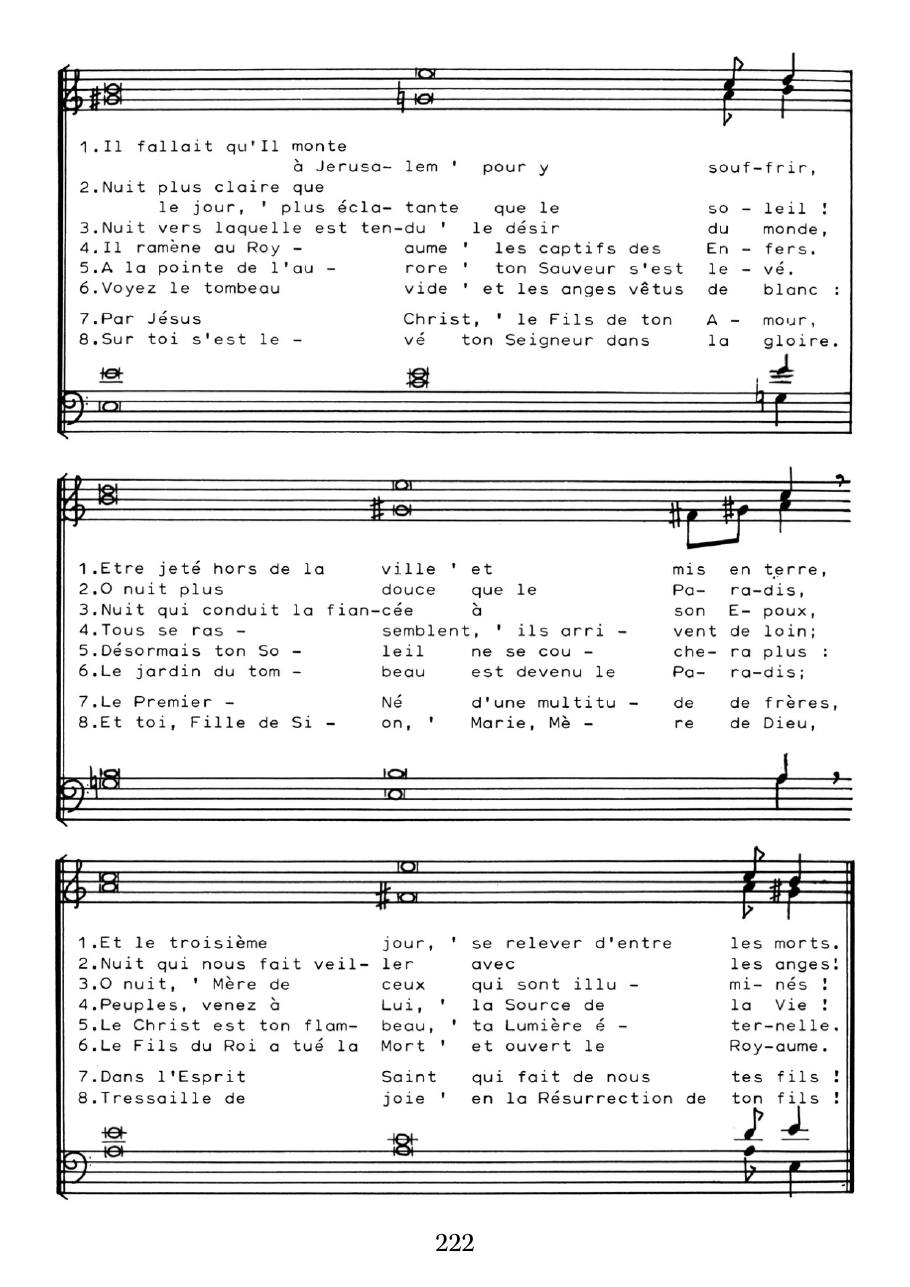 1.Il fallait qu'Il monte
à Jerusa- lem ' pour y souf-frir,
2.Nuit plus claire que
le jour, ' plus écla- tante que le so - leil !
3.Nuit vers laquelle est ten-du ' le désir du monde,
4.Il ramène au Roy - aume ' les captifs des En - fers.
5.A la pointe de l'au - rore ' ton Sauveur s'est le - vé.
6.Voyez le tombeau vide ' et les anges vêtus de blanc :
7.Par Jésus Christ, ' le Fils de ton A - mour,
8.Sur toi s'est le - vé ton Seigneur dans la gloire.
1.Etre jeté hors de la ville ' et mis en terre,
2.O nuit plus douce que le Pa- ra-dis,
3.Nuit qui conduit la fian-cée à son E- poux,
4.Tous se ras - semblent, ' ils arri - vent de loin;
5.Désormais ton So - leil ne se cou - che- ra plus :
6.Le jardin du tom - beau est devenu le Pa- ra-dis;
7.Le Premier - Né d'une multitu - de de frères,
8.Et toi, Fille de Si - on, ' Marie, Mè - re de Dieu,
1.Et le troisième jour, ' se relever d'entre les morts.
2.Nuit qui nous fait veil- ler avec les anges!
3.O nuit, ' Mère de ceux qui sont illu - mi- nés !
4.Peuples, venez à Lui, ' la Source de la Vie !
5.Le Christ est ton flam- beau, ' ta Lumière é - ter-nelle.
6.Le Fils du Roi a tué la Mort ' et ouvert le Roy-aume.
7.Dans l'Esprit Saint qui fait de nous tes fils !
8.Tressaille de joie ' en la Résurrection de ton fils !
222